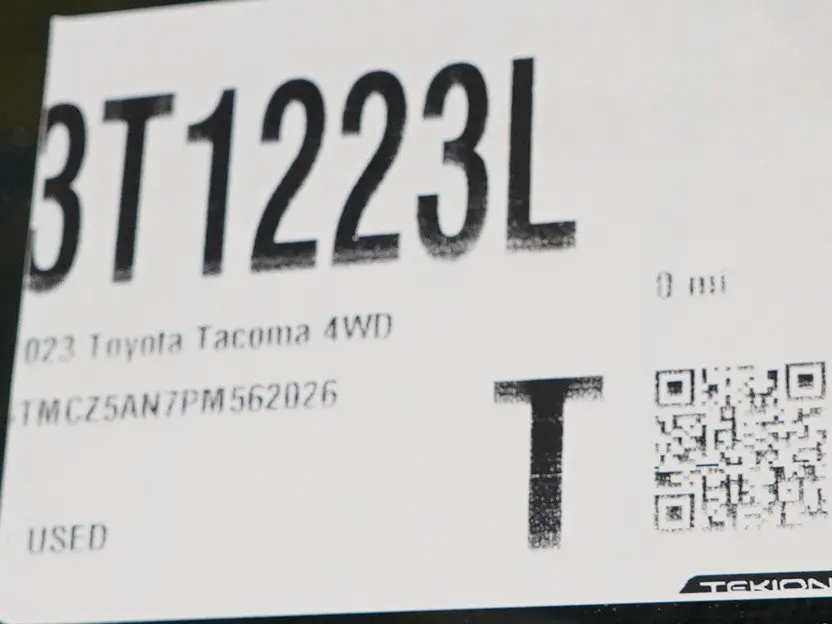 3T1223L
0 mi
023 Toyota Tacoma 4WD
TMCZ5AN7PM562026
T
USED
TEKION